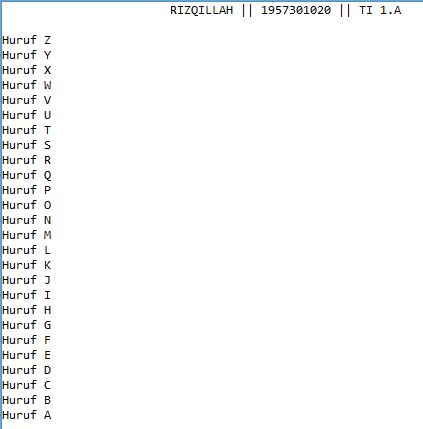 RIZQILLAH || 1957301020 || TI 1.A
Huruf Z
Huruf Y
Huruf X
Huruf W
Huruf V
Huruf U
Huruf T
Huruf S
Huruf R
Huruf Q
Huruf P
Huruf O
Huruf N
Huruf M
Huruf L
Huruf K
Huruf J
Huruf I
Huruf H
Huruf G
Huruf F
Huruf E
Huruf D
Huruf C
Huruf B
Huruf A